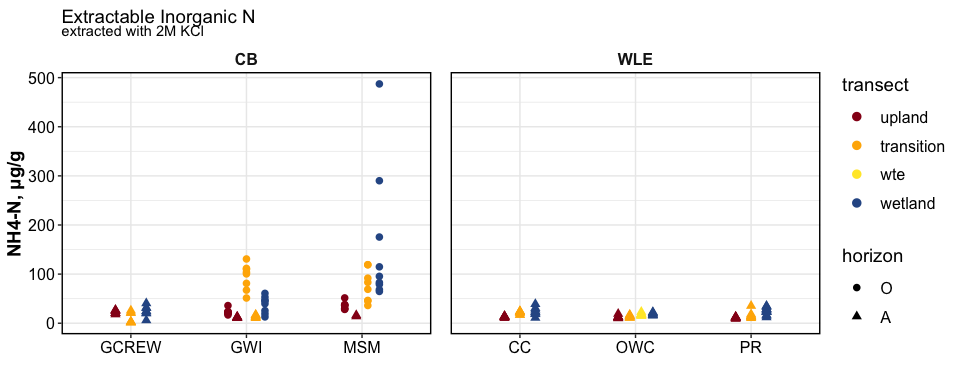 Extractable Inorganic N
extracted with 2M KCl
CB
WLE
NH4-N, μg/g
500
400
300
200
100
0
GCREW
GWI
MSM
CC
OWC
PR
transect
upland
transition
wte
wetland
horizon
O
A